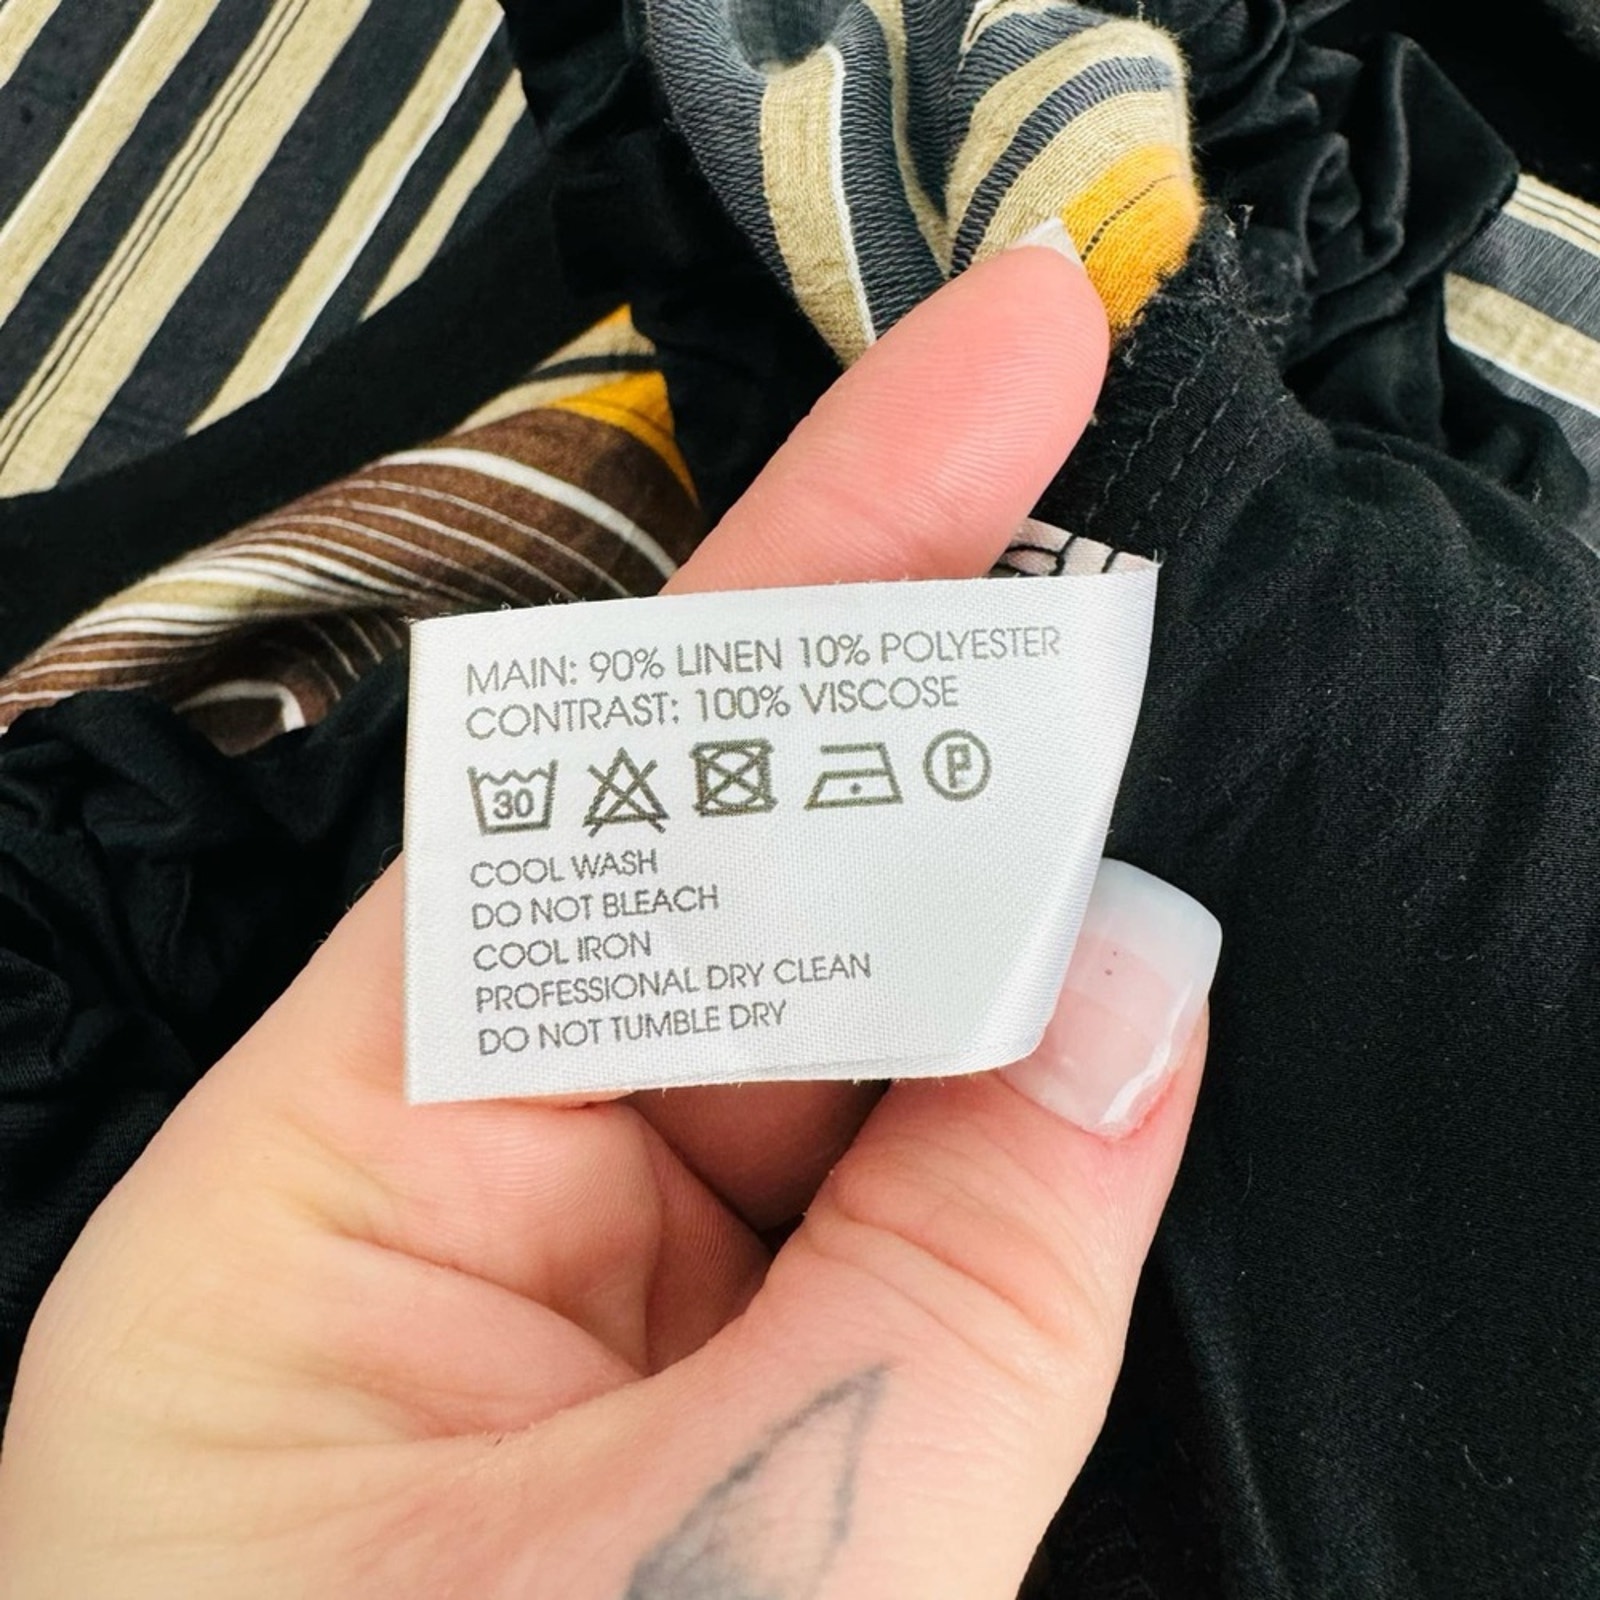 MAIN: 90% LINEN 10% POLYESTER
CONTRAST: 100% VISCOSE
30 P
COOL WASH
DO NOT BLEACH
COOL IRON
PROFESSIONAL DRY CLEAN
DO NOT TUMBLE DRY